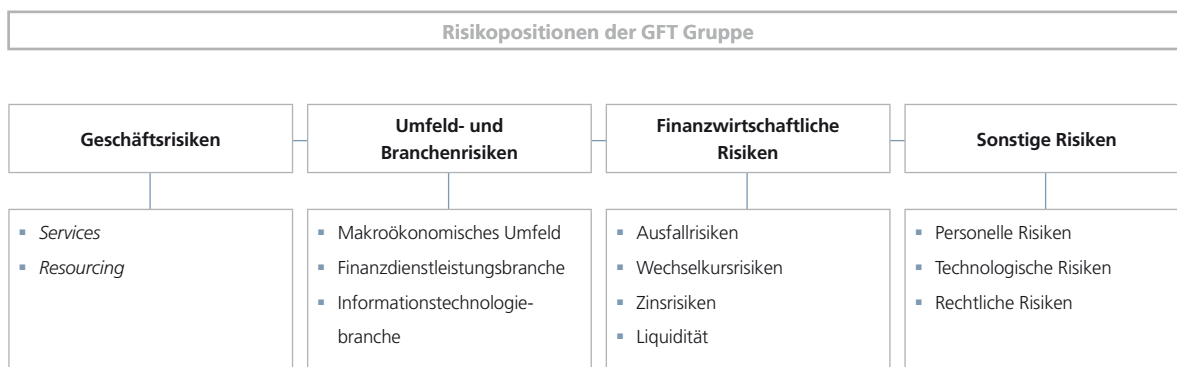 Risikopositionen der GFT Gruppe
Geschäftsrisiken
Umfeld- und
Branchenrisiken
Finanzwirtschaftliche
Risiken
Sonstige Risiken
Services
Resourcing
Makroökonomisches Umfeld
Finanzdienstleistungsbranche
Informationstechnologie-
branche
Ausfallrisiken
Wechselkursrisiken
Zinsrisiken
Liquidität
Personelle Risiken
Technologische Risiken
Rechtliche Risiken